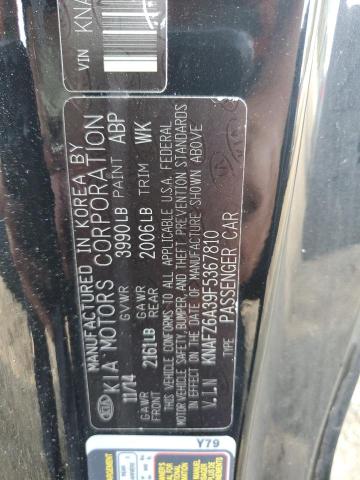 VIN KNA
MANUFACTURED IN KOREA BY
KIA MOTORS CORPORATION
11/14 GVWR 3990LB PAINT ABP
GAWR 2161LB GAWR 2006LB TRIM WK
REAR
THIS VEHICLE CONFORMS TO ALL APPLICABLE U.S.A. FEDERAL
MOTOR VEHICLE SAFETY, BUMPER, AND THEFT PREVENTION STANDARDS
IN EFFECT ON THE DATE OF MANUFACTURE SHOWN ABOVE
V.I.N KNAFZ6A39F5367810
TYPE PASSENGER CAR
Y79